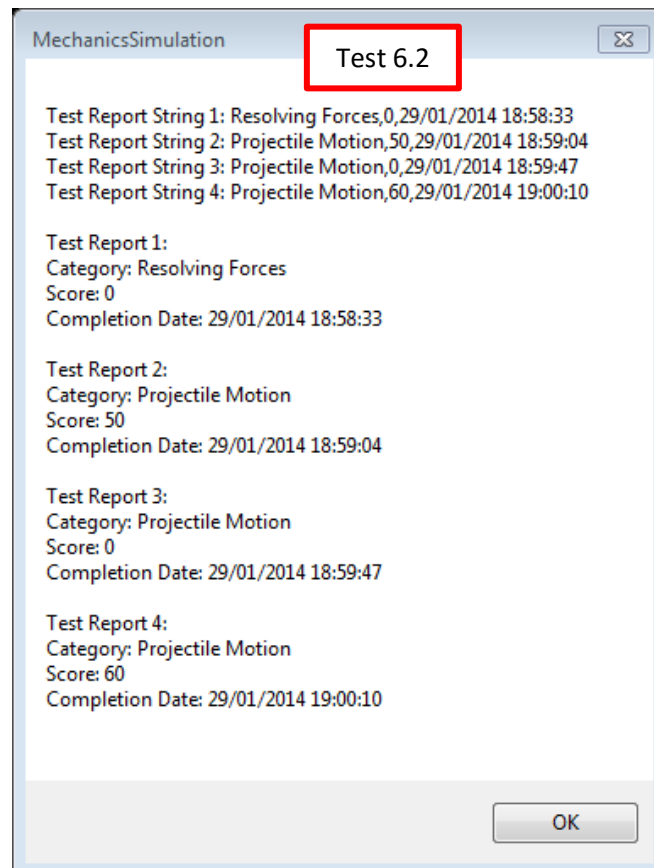 MechanicsSimulation
Test 6.2
Test Report String 1: Resolving Forces,0,29/01/2014 18:58:33
Test Report String 2: Projectile Motion,50,29/01/2014 18:59:04
Test Report String 3: Projectile Motion,0,29/01/2014 18:59:47
Test Report String 4: Projectile Motion,60,29/01/2014 19:00:10
Test Report 1:
Category: Resolving Forces
Score: 0
Completion Date: 29/01/2014 18:58:33
Test Report 2:
Category: Projectile Motion
Score: 50
Completion Date: 29/01/2014 18:59:04
Test Report 3:
Category: Projectile Motion
Score: 0
Completion Date: 29/01/2014 18:59:47
Test Report 4:
Category: Projectile Motion
Score: 60
Completion Date: 29/01/2014 19:00:10
OK